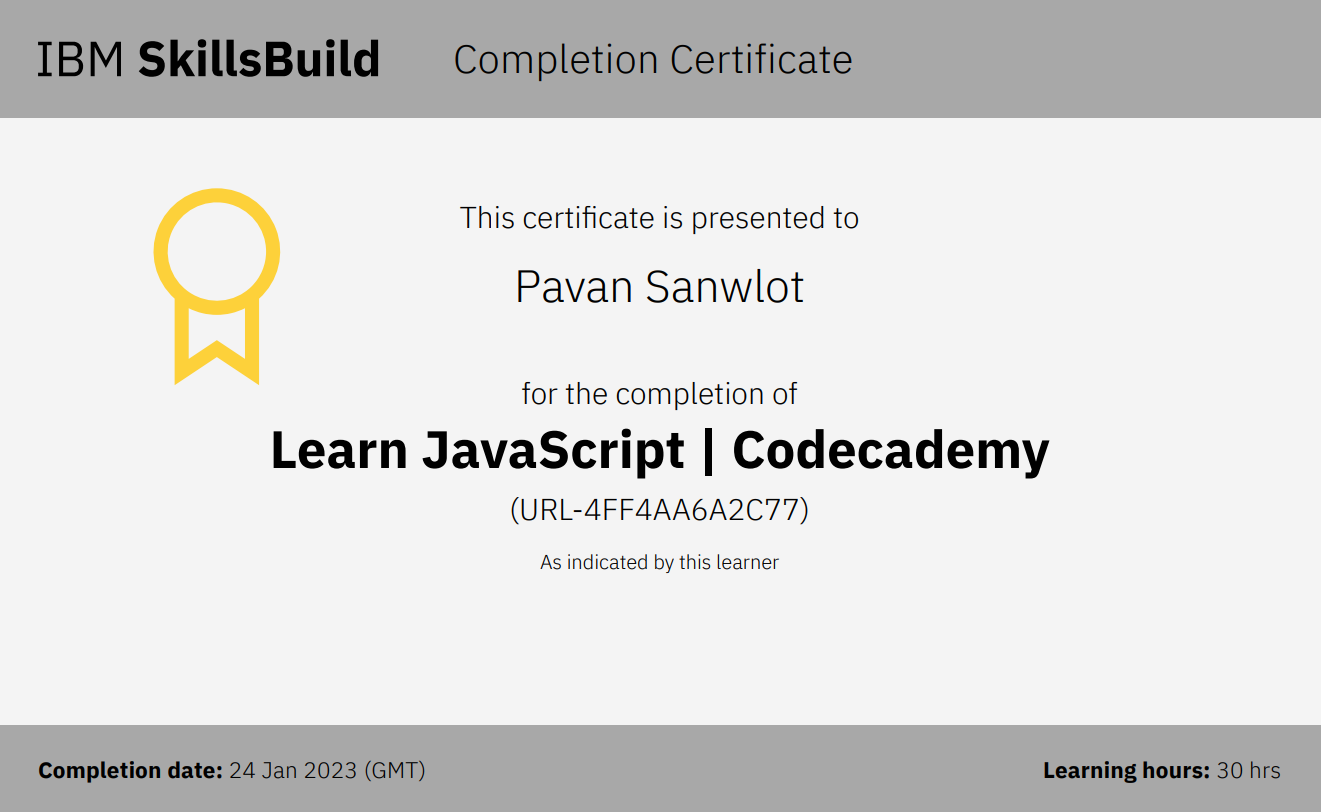 IBM SkillsBuild Completion Certificate
This certificate is presented to
Pavan Sanwlot
for the completion of
Learn JavaScript | Codecademy
(URL-4FF4AA6A2C77)
As indicated by this learner
Completion date: 24 Jan 2023 (GMT) Learning hours: 30 hrs